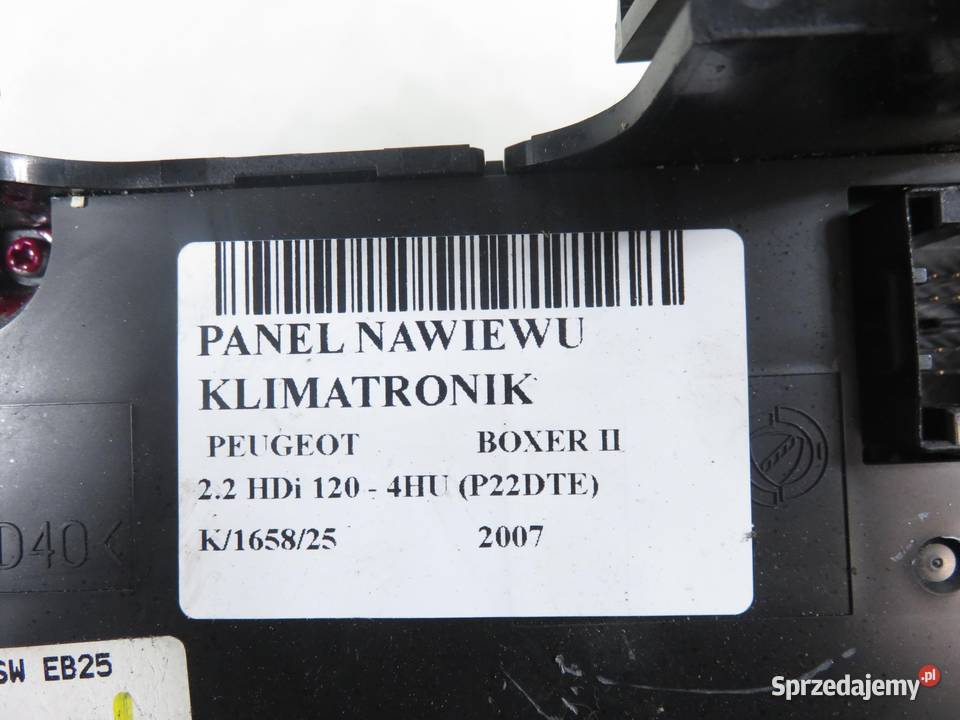 PANEL NAWIEWU
KLIMATRONIK
PEUGEOT BOXER II
2.2 HDi 120 - 4HU (P22DTE)
K/1658/25 2007
D40<
SW EB25
Sprzedajemy.pl